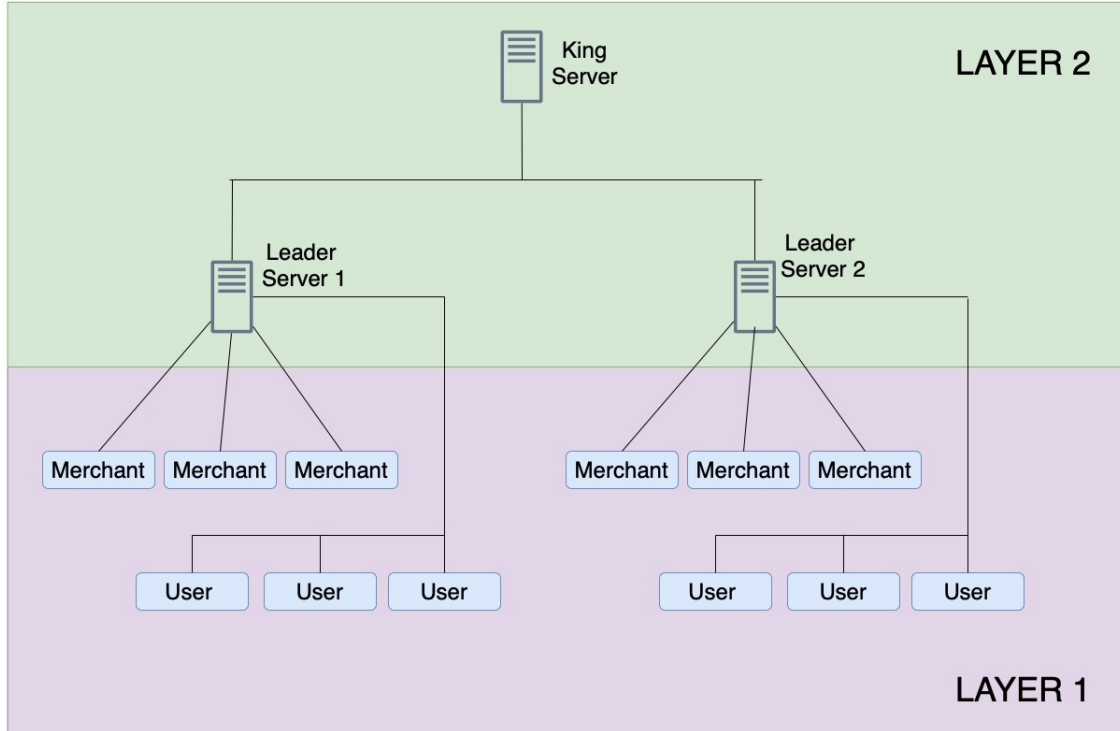 King
Server
LAYER 2
Leader
Server 1
Leader
Server 2
Merchant Merchant Merchant Merchant Merchant Merchant
User User User User User User
LAYER 1